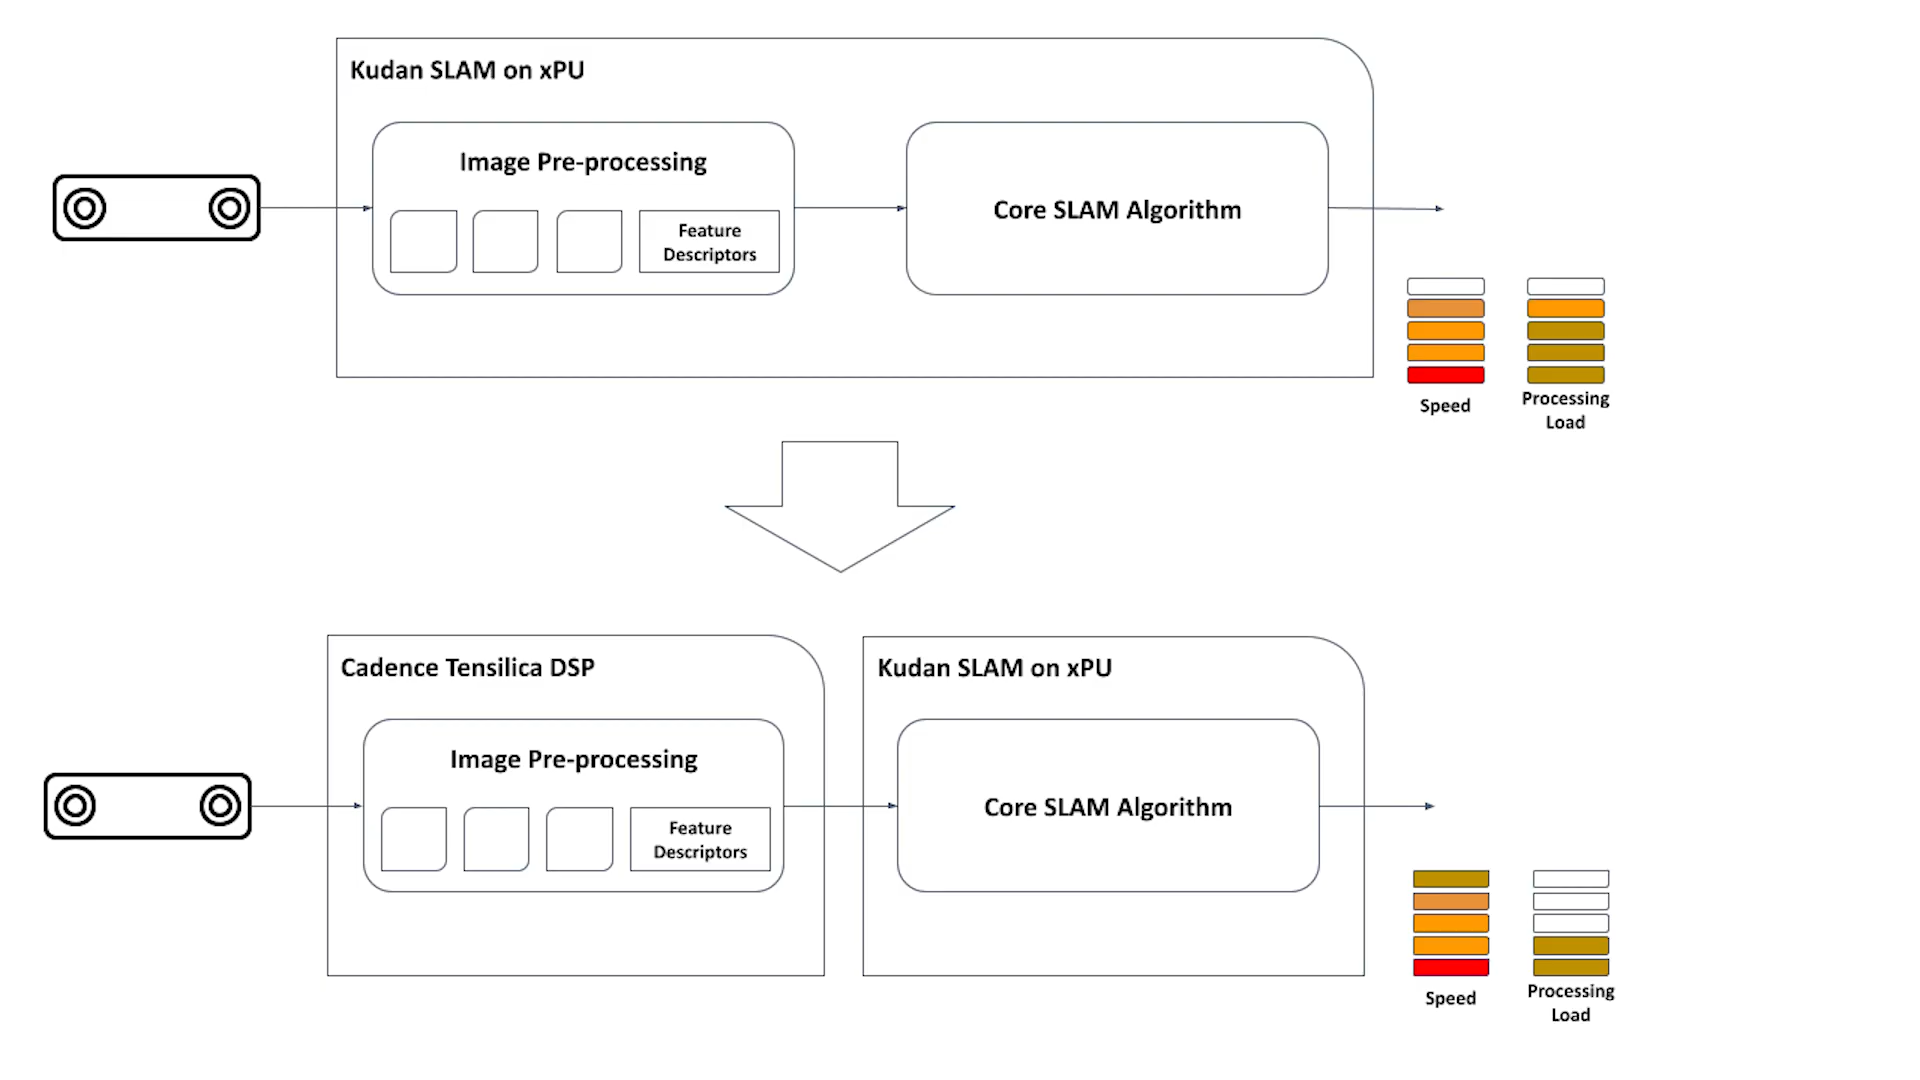 Kudan SLAM on xPU
Image Pre-processing
Feature
Descriptors
Core SLAM Algorithm
Speed
Processing
Load
Cadence Tensilica DSP
Image Pre-processing
Feature
Descriptors
Kudan SLAM on xPU
Core SLAM Algorithm
Speed
Processing
Load